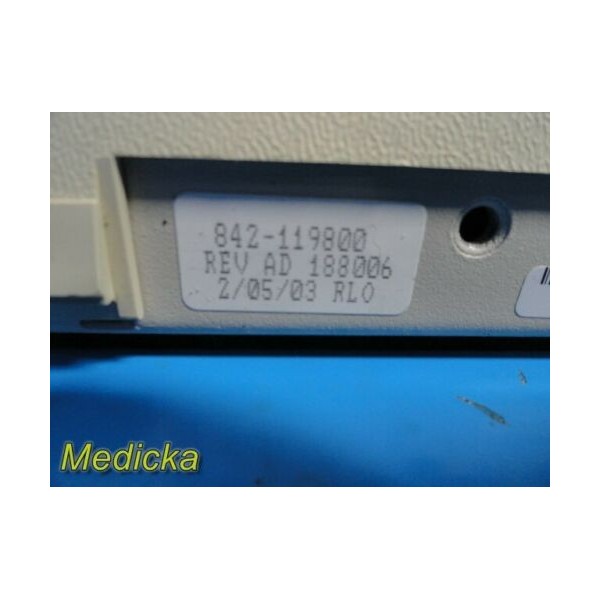 842-119800
REV AD 188006
2/05/03 RLO
Medicka